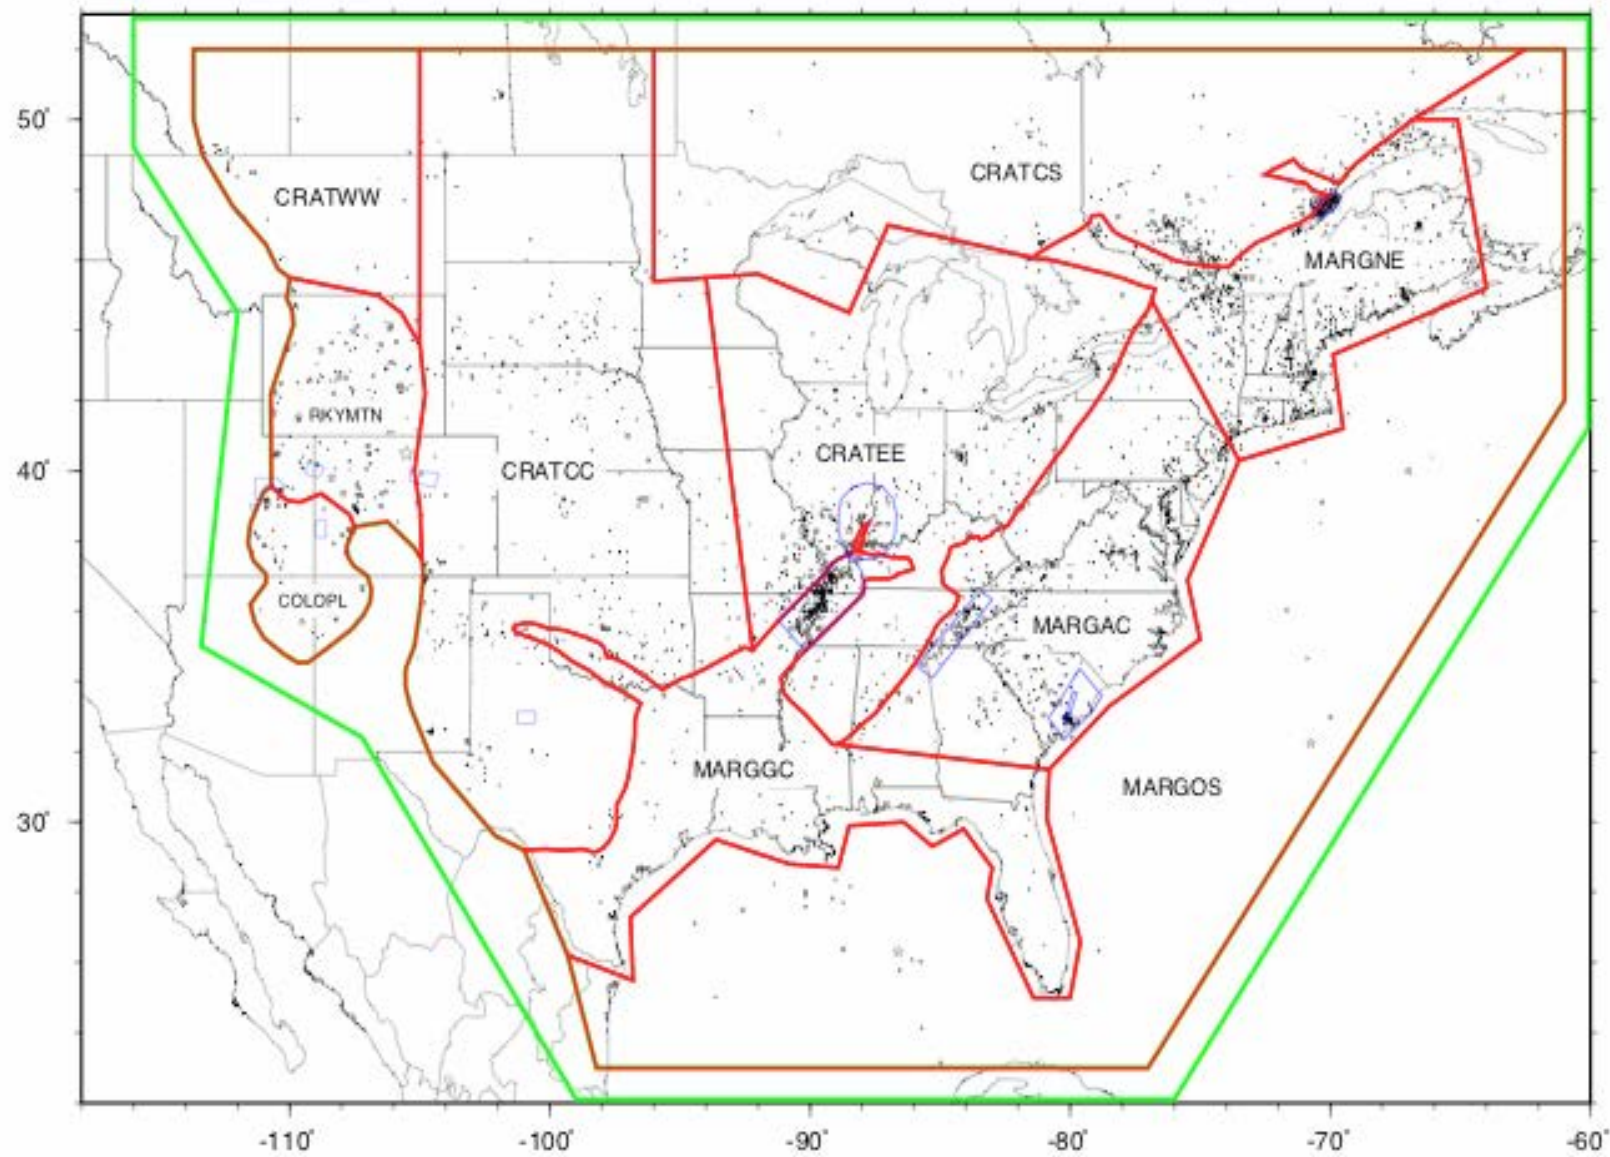 50°
CRATCS
CRATWW
MARGNE
RKYMTN
CRATEE
CRATCC
40°
COLOPL
MARGAC
MARGGC
MARGOS
30°
-110° -100° -90° -80° -70° -60°